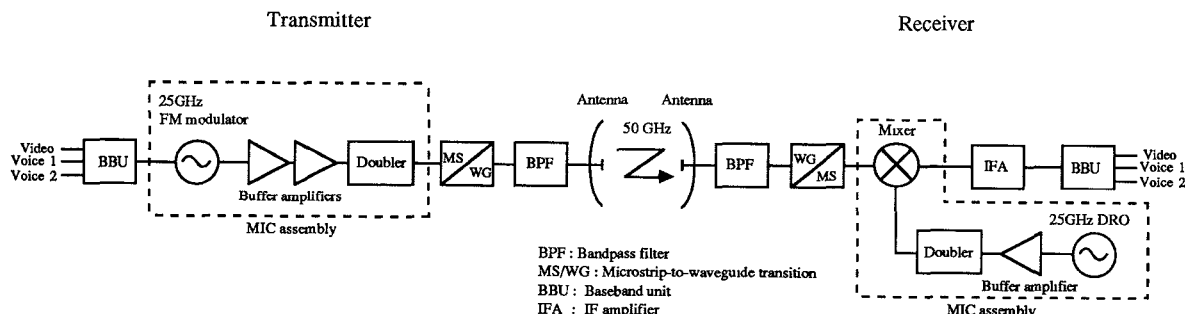 Transmitter
Receiver
25GHz
FM modulator
Video
Voice 1
Voice 2
BBU
Buffer amplifiers
Doubler
MIC assembly
MS
WG
BPF
Antenna
Antenna
50 GHz
BPF
WG
MS
Mixer
IFA
BBU
Video
Voice 1
Voice 2
25GHz DRO
Doubler
Buffer amplifier
MIC assembly
BPF : Bandpass filter
MS/WG : Microstrip-to-waveguide transition
BBU : Baseband unit
IFA : IF amplifier